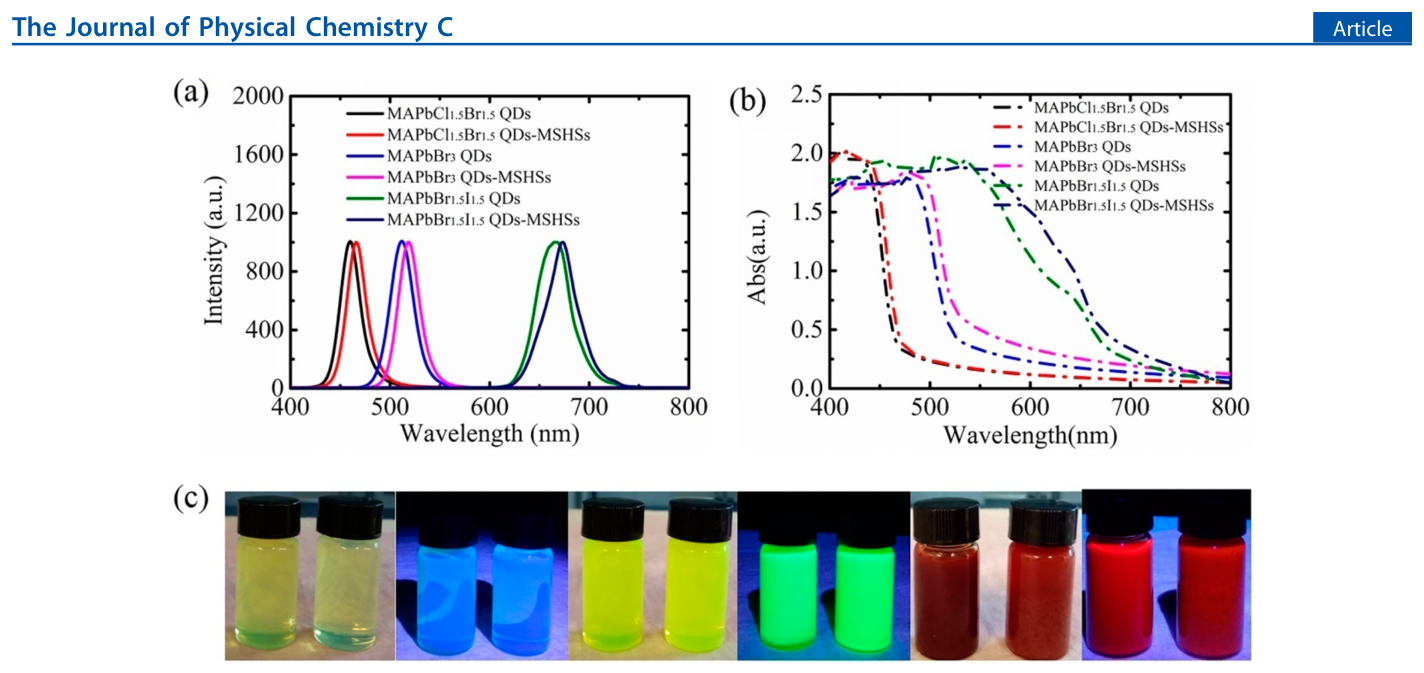 The Journal of Physical Chemistry C
Article
(a)
2000
1600
1200
800
400
0
Intensity (a.u.)
MAPbCl1.5Br1.5 QDs
MAPbCl1.5Br1.5 QDs-MSHSs
MAPbBr3 QDs
MAPbBr3 QDs-MSHSs
MAPbBr1.5I1.5 QDs
MAPbBr1.5I1.5 QDs-MSHSs
400 500 600 700 800
Wavelength (nm)
(b)
2.5
2.0
1.5
1.0
0.5
0.0
Abs(a.u.)
MAPbCl1.5Br1.5 QDs
MAPbCl1.5Br1.5 QDs-MSHSs
MAPbBr3 QDs
MAPbBr3 QDs-MSHSs
MAPbBr1.5I1.5 QDs
MAPbBr1.5I1.5 QDs-MSHSs
400 500 600 700 800
Wavelength(nm)
(c)